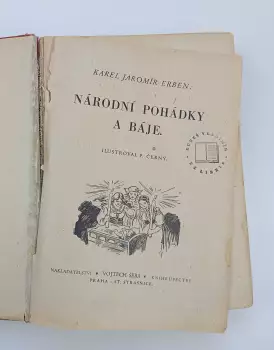 KAREL JAROMÍR ERBEN.
NÁRODNÍ POHÁDKY
A BÁJE.
ILUSTROVAL F. ČERNÝ.
NAKLADATELSTVÍ • VOJTĚCH ŠEBA • KNIHKUPECTVÍ
PRAHA - ST. STRAŠNICE.